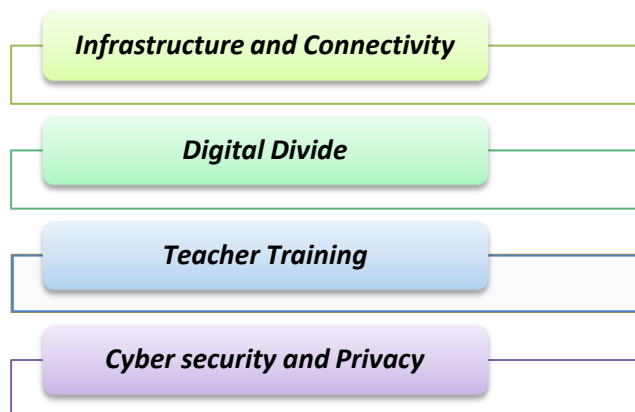 Infrastructure and Connectivity
Digital Divide
Teacher Training
Cyber security and Privacy